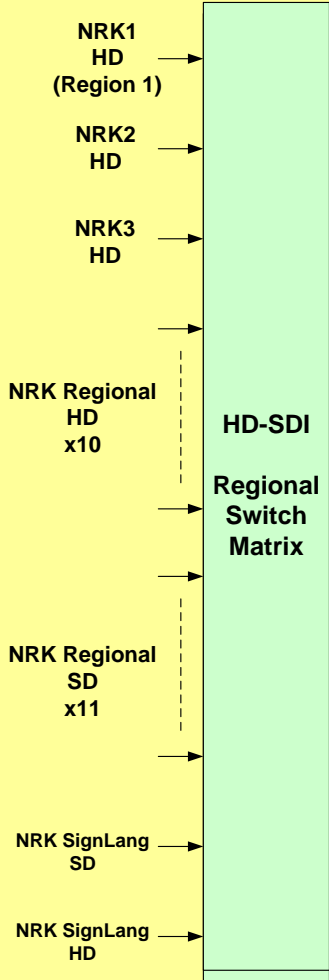 NRK1
HD
(Region 1)
NRK2
HD
NRK3
HD
NRK Regional
HD
x10
HD-SDI
Regional
Switch
Matrix
NRK Regional
SD
x11
NRK SignLang
SD
NRK SignLang
HD